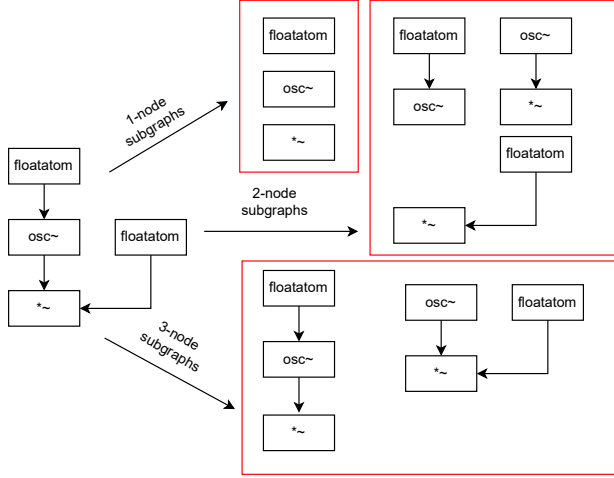 floatatom
osc~
*~
floatatom
1-node
subgraphs
floatatom
osc~
*~
2-node
subgraphs
floatatom
osc~
osc~
*~
floatatom
*~
3-node
subgraphs
floatatom
osc~
*~
osc~
floatatom
*~